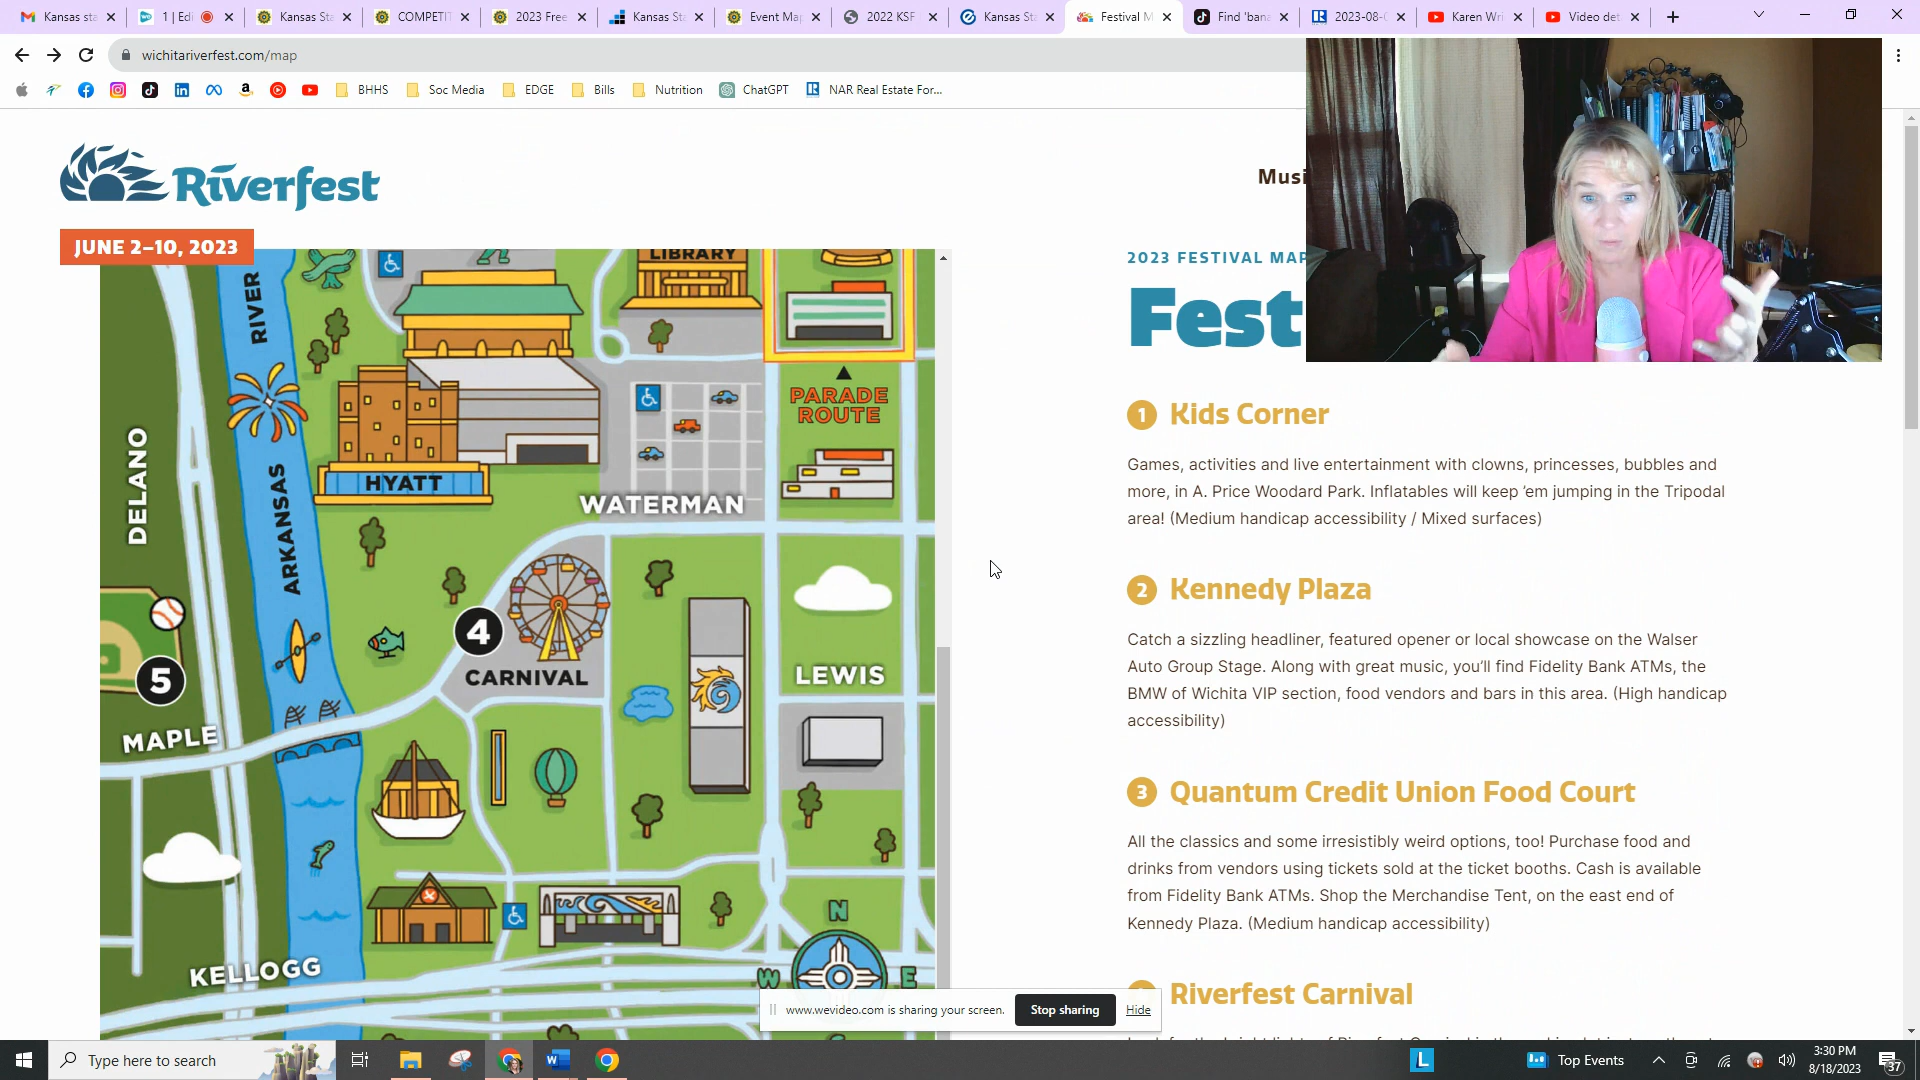 Kansas sta
1 | Edi
Kansas Sta
COMPETIT
2023 Free
Kansas Sta
Event Map
2022 KSF
Kansas Sta
Festival M
Find 'bana
2023-08-0
Karen Wri
Video det
wichitariverfest.com/map
BHHS
Soc Media
EDGE
Bills
Nutrition
ChatGPT
NAR Real Estate For...
Riverfest
Musi
JUNE 2–10, 2023
LIBRARY
RIVER
PARADE
ROUTE
HYATT
WATERMAN
DELANO
ARKANSAS
4
CARNIVAL
5
LEWIS
MAPLE
KELLOGG
N
W
E
2023 FESTIVAL MAP
Fest
1 Kids Corner
Games, activities and live entertainment with clowns, princesses, bubbles and
more, in A. Price Woodard Park. Inflatables will keep 'em jumping in the Tripodal
area! (Medium handicap accessibility / Mixed surfaces)
2 Kennedy Plaza
Catch a sizzling headliner, featured opener or local showcase on the Walser
Auto Group Stage. Along with great music, you'll find Fidelity Bank ATMs, the
BMW of Wichita VIP section, food vendors and bars in this area. (High handicap
accessibility)
3 Quantum Credit Union Food Court
All the classics and some irresistibly weird options, too! Purchase food and
drinks from vendors using tickets sold at the ticket booths. Cash is available
from Fidelity Bank ATMs. Shop the Merchandise Tent, on the east end of
Kennedy Plaza. (Medium handicap accessibility)
Riverfest Carnival
www.wevideo.com is sharing your screen.
Stop sharing
Hide
Type here to search
L
Top Events
3:30 PM
8/18/2023
37